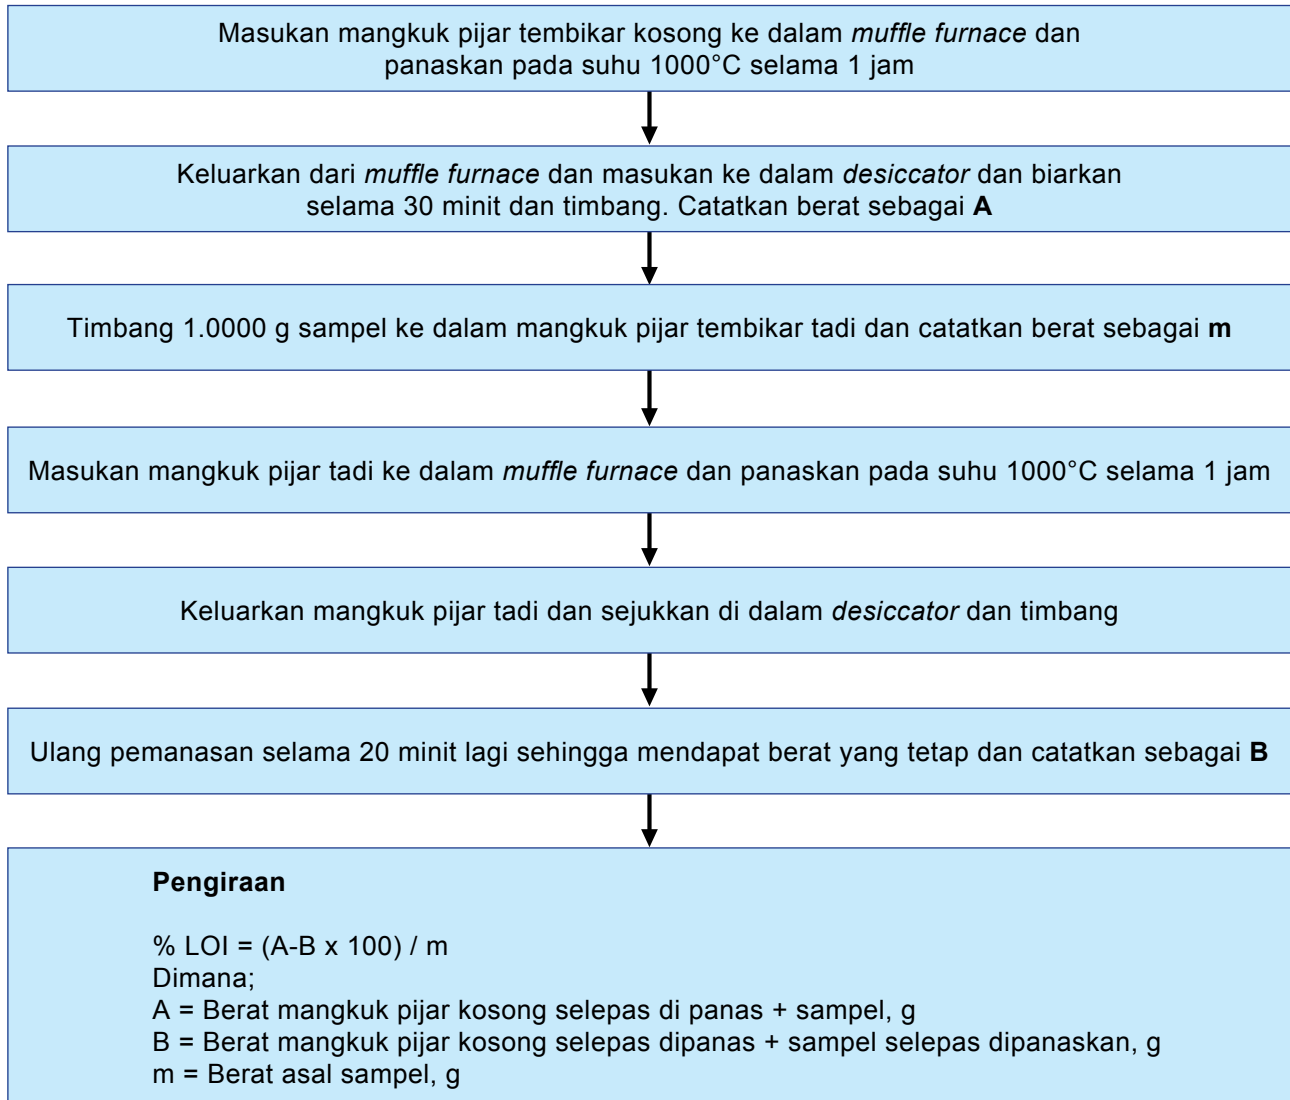 Masukan mangkuk pijar tembikar kosong ke dalam muffle furnace dan
panaskan pada suhu 1000°C selama 1 jam
Keluarkan dari muffle furnace dan masukan ke dalam desiccator dan biarkan
selama 30 minit dan timbang. Catatkan berat sebagai A
Timbang 1.0000 g sampel ke dalam mangkuk pijar tembikar tadi dan catatkan berat sebagai m
Masukan mangkuk pijar tadi ke dalam muffle furnace dan panaskan pada suhu 1000°C selama 1 jam
Keluarkan mangkuk pijar tadi dan sejukkan di dalam desiccator dan timbang
Ulang pemanasan selama 20 minit lagi sehingga mendapat berat yang tetap dan catatkan sebagai B
Pengiraan
% LOI = (A-B x 100) / m
Dimana;
A = Berat mangkuk pijar kosong selepas di panas + sampel, g
B = Berat mangkuk pijar kosong selepas dipanas + sampel selepas dipanaskan, g
m = Berat asal sampel, g